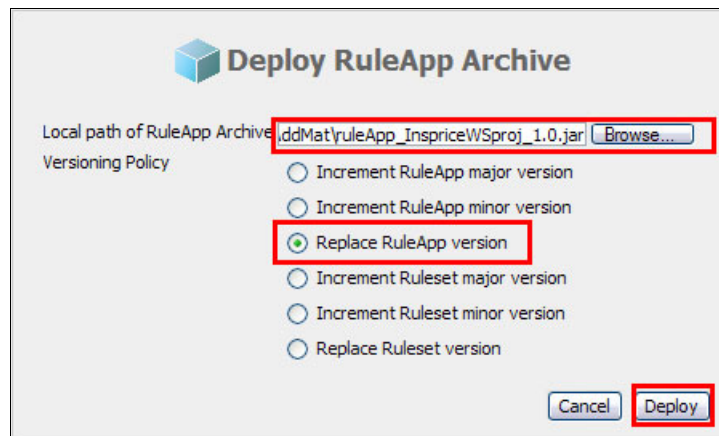 Deploy RuleApp Archive
Local path of RuleApp Archive \ddMat\ruleApp_InspriceWSproj_1.0.jar Browse...
Versioning Policy
Increment RuleApp major version
Increment RuleApp minor version
Replace RuleApp version
Increment Ruleset major version
Increment Ruleset minor version
Replace Ruleset version
Cancel Deploy